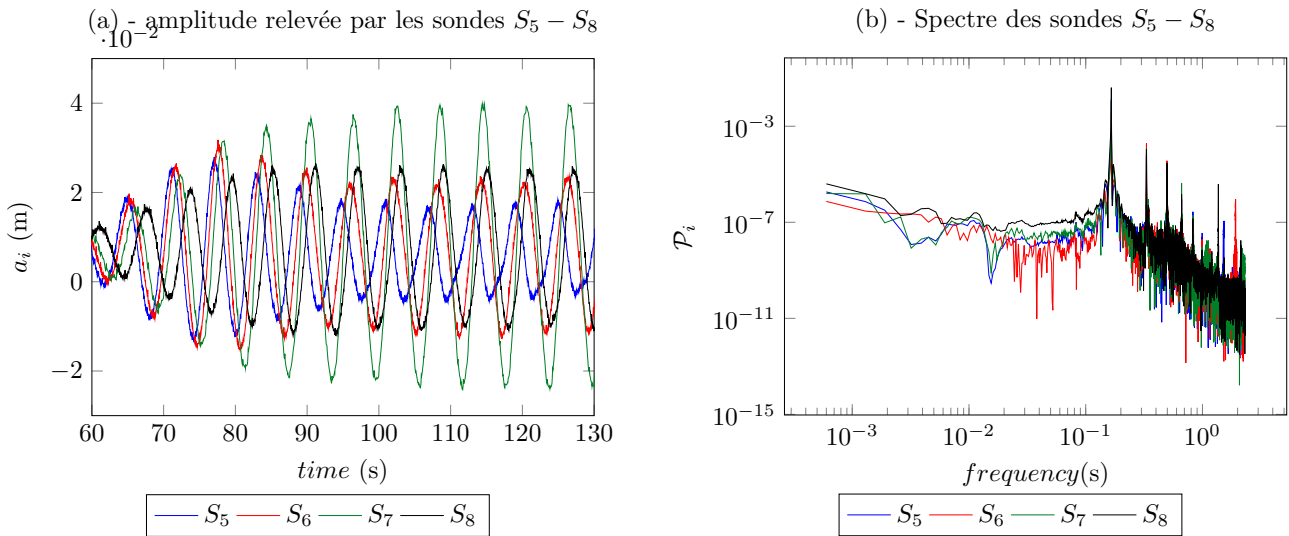 (a) - amplitude relevée par les sondes S₅ − S₈
·10⁻²
4
2
0
−2
a_i (m)
60 70 80 90 100 110 120 130
time (s)
S₅ S₆ S₇ S₈
(b) - Spectre des sondes S₅ − S₈
10⁻³
10⁻⁷
10⁻¹¹
10⁻¹⁵
𝒫_i
10⁻³ 10⁻² 10⁻¹ 10⁰
frequency(s)
S₅ S₆ S₇ S₈